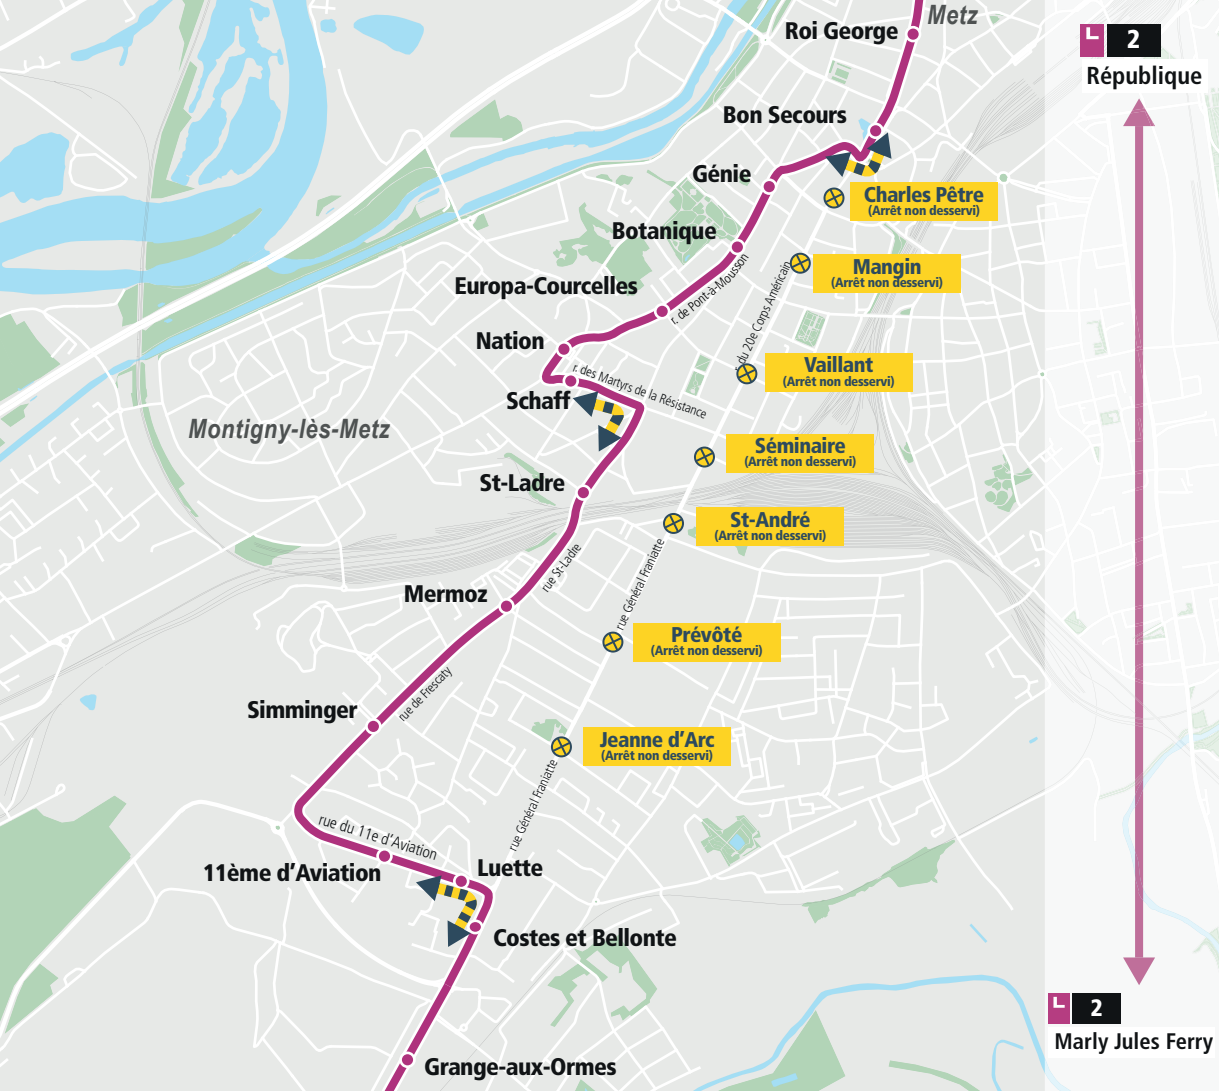 Metz
Roi George
L 2
République
Bon Secours
Génie
Charles Pêtre
(Arrêt non desservi)
Botanique
r. de Pont-à-Mousson
Mangin
(Arrêt non desservi)
Europa-Courcelles
du 20e Corps Américain
Nation
Vaillant
(Arrêt non desservi)
r. des Martyrs de la Résistance
Schaff
Montigny-lès-Metz
Séminaire
(Arrêt non desservi)
St-Ladre
St-André
(Arrêt non desservi)
rue St-Ladre
rue Général Franiatte
Mermoz
Prévôté
(Arrêt non desservi)
rue de Frescaty
Simminger
Jeanne d’Arc
(Arrêt non desservi)
rue Général Franiatte
rue du 11e d’Aviation
11ème d’Aviation
Luette
Costes et Bellonte
L 2
Marly Jules Ferry
Grange-aux-Ormes